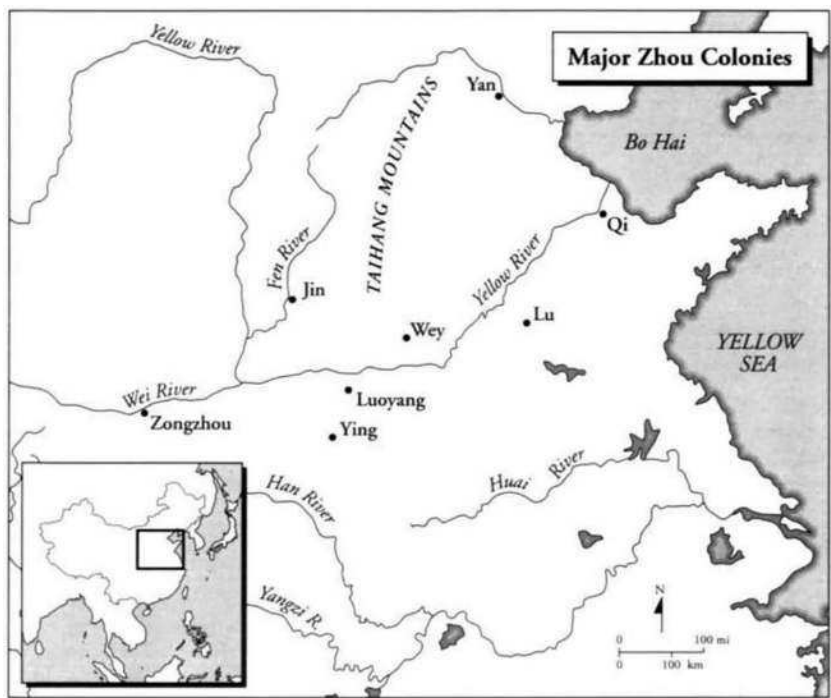 Major Zhou Colonies
Yellow River
Yan
Bo Hai
TAIHANG MOUNTAINS
Qi
Fen River
Yellow River
Jin
Lu
Wey
YELLOW
SEA
Wei River
Luoyang
Zongzhou
Ying
Han River
Huai River
Yangzi R.
N
0 100 mi
0 100 km